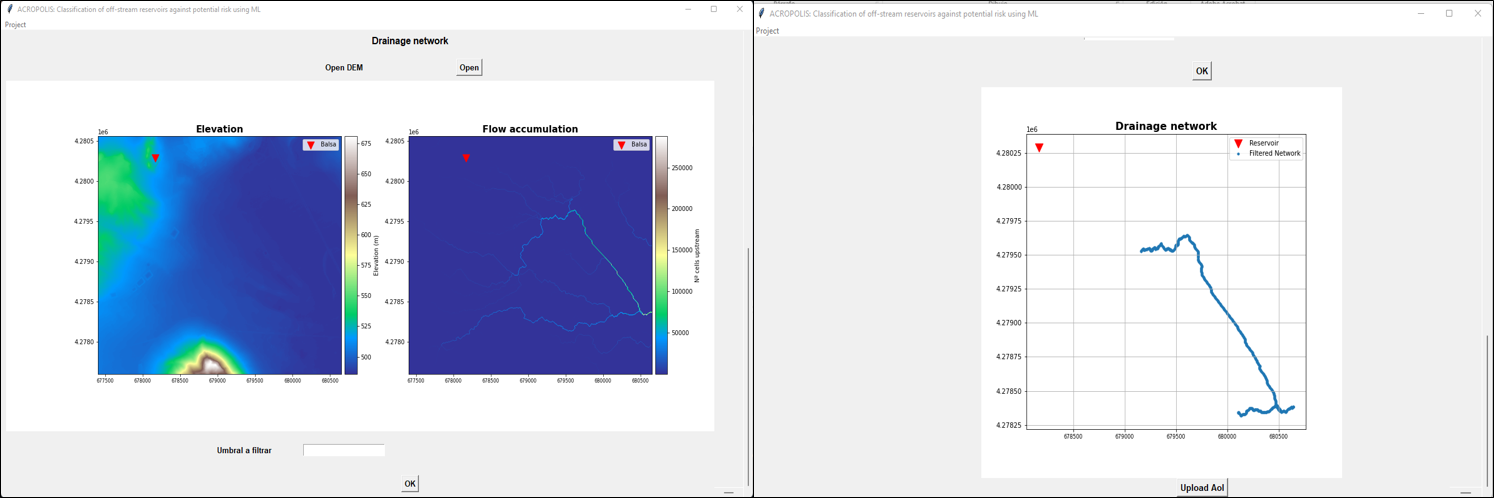 ACROPOLIS: Classification of off-stream reservoirs against potential risk using ML
Project
Drainage network
Open DEM
Open
Elevation
1e6
Balsa
4.2805
4.2800
4.2795
4.2790
4.2785
4.2780
677500 678000 678500 679000 679500 680000 680500
675
650
625
600
575
550
525
500
Elevation (m)
Flow accumulation
1e6
Balsa
4.2805
4.2800
4.2795
4.2790
4.2785
4.2780
677500 678000 678500 679000 679500 680000 680500
250000
200000
150000
100000
50000
Nº cells upstream
Umbral a filtrar
OK
ACROPOLIS: Classification of off-stream reservoirs against potential risk using ML
Project
OK
Drainage network
1e6
Reservoir
Filtered Network
4.28025
4.28000
4.27975
4.27950
4.27925
4.27900
4.27875
4.27850
4.27825
678500 679000 679500 680000 680500
Upload AoI